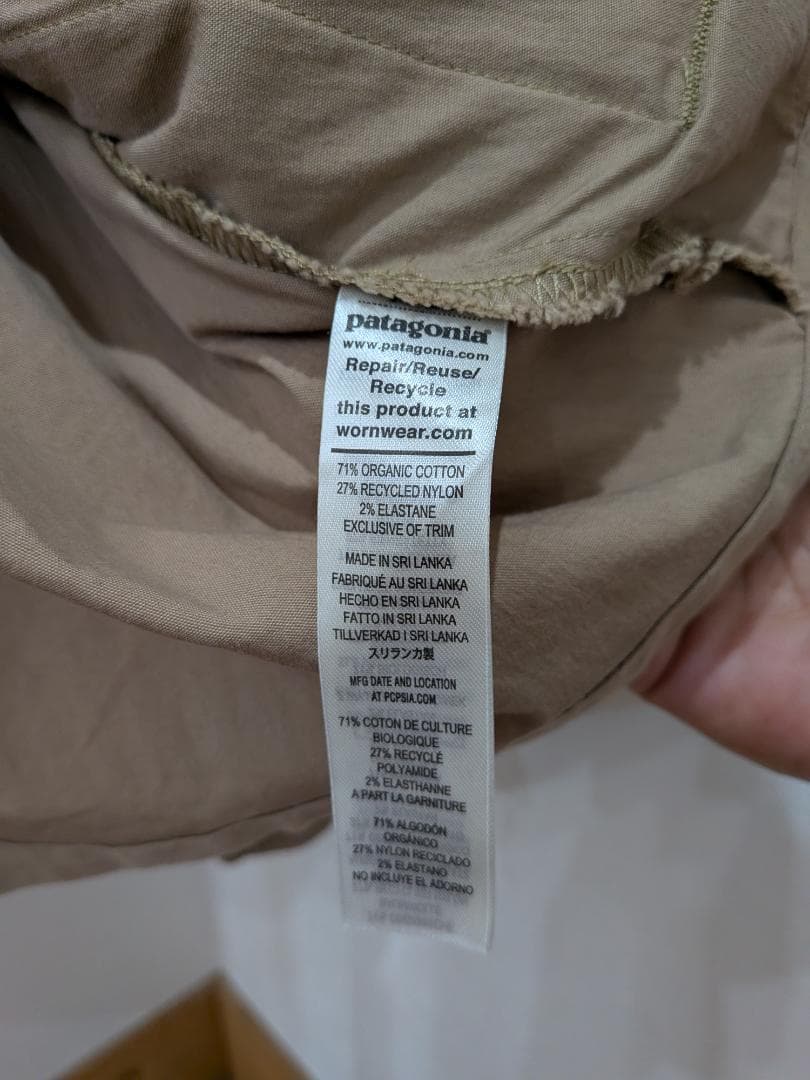 patagonia®
www.patagonia.com
Repair/Reuse/
Recycle
this product at
wornwear.com
71% ORGANIC COTTON
27% RECYCLED NYLON
2% ELASTANE
EXCLUSIVE OF TRIM
MADE IN SRI LANKA
FABRIQUÉ AU SRI LANKA
HECHO EN SRI LANKA
FATTO IN SRI LANKA
TILLVERKAD I SRI LANKA
スリランカ製
MFG DATE AND LOCATION
AT PCPSIA.COM
71% COTON DE CULTURE
BIOLOGIQUE
27% RECYCLÉ
POLYAMIDE
2% ELASTHANNE
A PART LA GARNITURE
71% ALGODÓN
ORGÁNICO
27% NYLON RECICLADO
2% ELASTANO
NO INCLUYE EL ADORNO